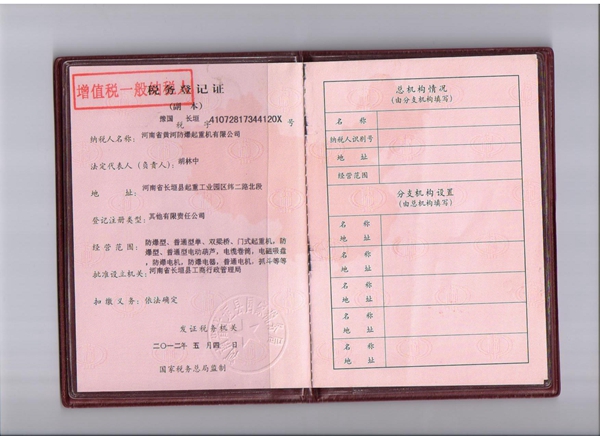 增值税一般纳税人
税务登记证
(副 本)
豫国 长垣 41072817344120X
税 字 号
纳税人名称: 河南省黄河防爆起重机有限公司
法定代表人(负责人): 胡林中
地 址: 河南省长垣县起重工业园区纬二路北段
登记注册类型: 其他有限责任公司
经营范围: 防爆型、普通型单、双梁桥、门式起重机,防
爆型、普通型电动葫芦,电缆卷筒,电磁吸盘
,防爆电机,防爆电器,普通电机,抓斗等等
批准设立机关: 河南省长垣县工商行政管理局
扣缴义务: 依法确定
发证税务机关
二〇一二年 五 月 四 日
国家税务总局监制
总机构情况
(由分支机构填写)
名 称
纳税人识别号
地 址
经营范围
分支机构设置
(由总机构填写)
名 称
地 址
名 称
地 址
名 称
地 址
名 称
地 址
名 称
地 址